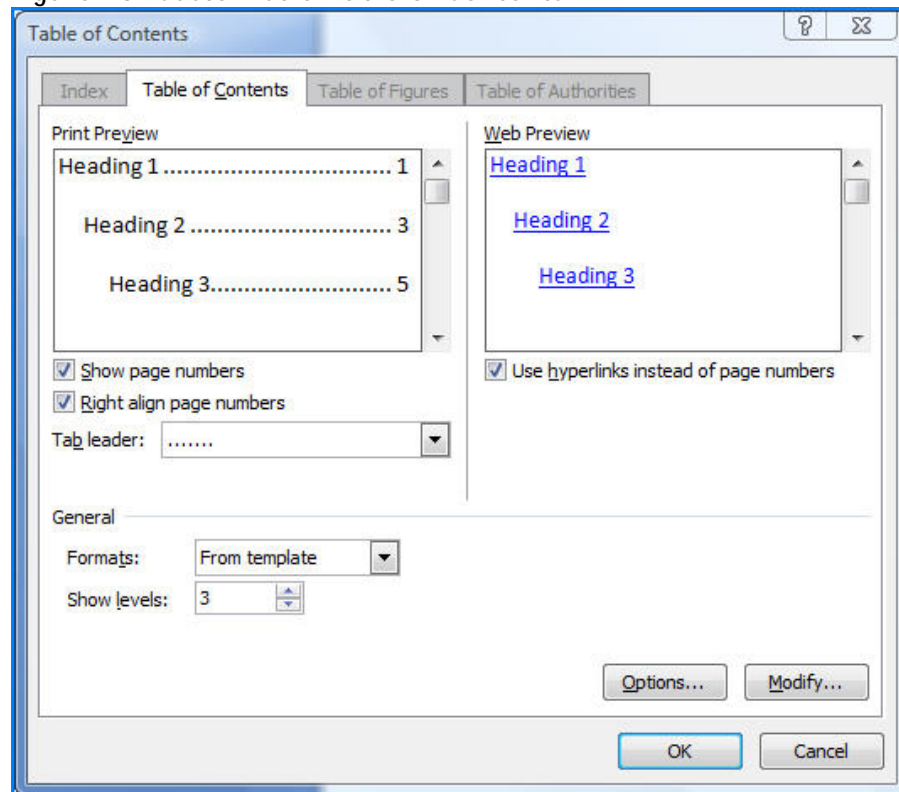 Table of Contents
Index Table of Contents Table of Figures Table of Authorities
Print Preview
Heading 1 .................................. 1
Heading 2 .............................. 3
Heading 3........................... 5
Show page numbers
Right align page numbers
Tab leader: .......
Web Preview
Heading 1
Heading 2
Heading 3
Use hyperlinks instead of page numbers
General
Formats: From template
Show levels: 3
Options... Modify...
OK Cancel